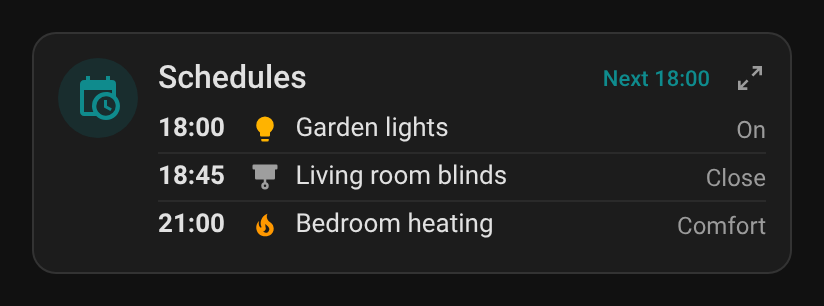 Schedules Next 18:00
18:00 Garden lights On
18:45 Living room blinds Close
21:00 Bedroom heating Comfort